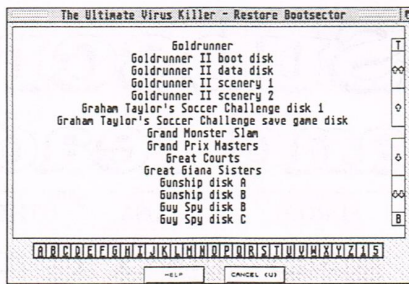 The Ultimate Virus Killer - Restore Bootsector
Goldrunner
Goldrunner II boot disk
Goldrunner II data disk
Goldrunner II scenery 1
Goldrunner II scenery 2
Graham Taylor's Soccer Challenge disk 1
Graham Taylor's Soccer Challenge save game disk
Grand Monster Slam
Grand Prix Masters
Great Courts
Great Giana Sisters
Gunship disk A
Gunship disk B
Guy Spy disk B
Guy Spy disk C
T
B
A B C D E F G H I J K L M N O P Q R S T U V W X Y Z 1 5
HELP
CANCEL (U)